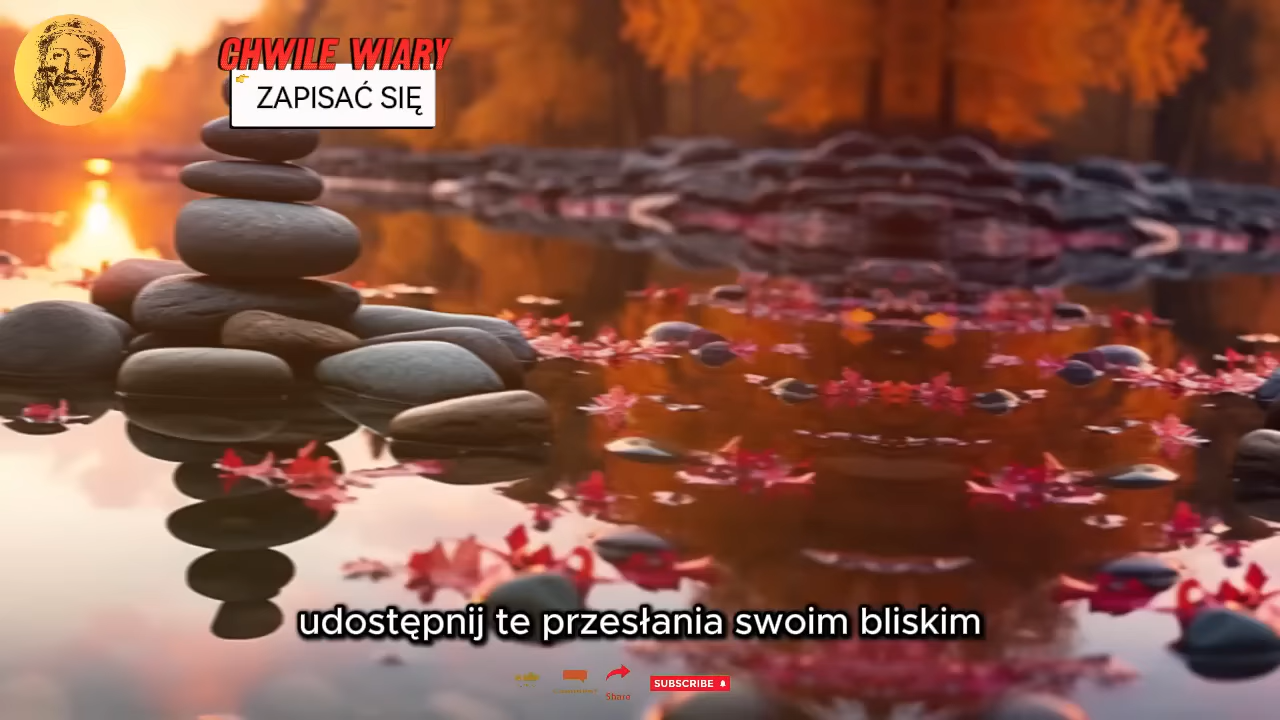 CHWILE WIARY
ZAPISAĆ SIĘ
udostępnij te przesłania swoim bliskim
Share
SUBSCRIBE